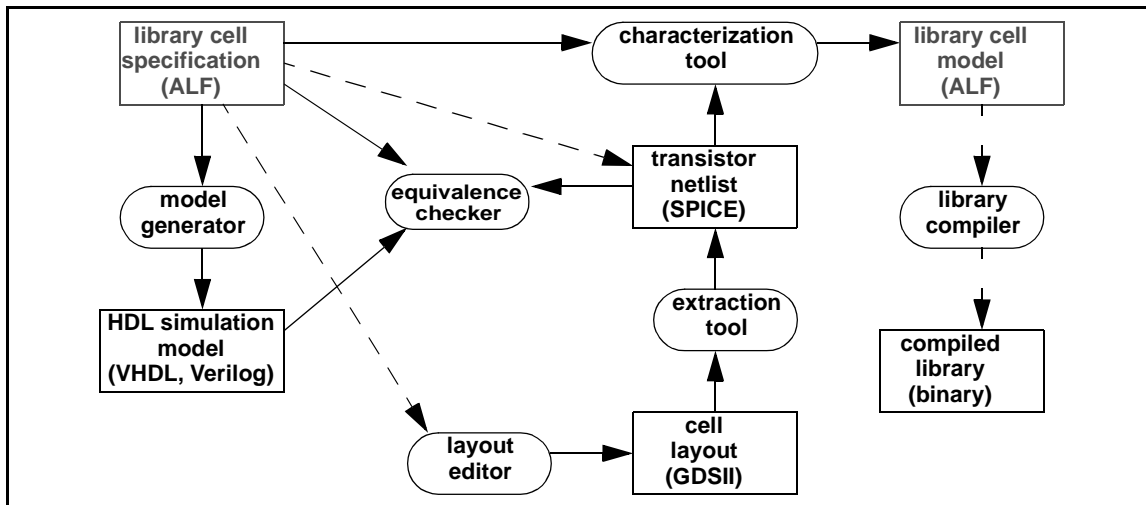 library cell
specification
(ALF)
characterization
tool
library cell
model
(ALF)
model
generator
equivalence
checker
transistor
netlist
(SPICE)
library
compiler
HDL simulation
model
(VHDL, Verilog)
extraction
tool
compiled
library
(binary)
layout
editor
cell
layout
(GDSII)